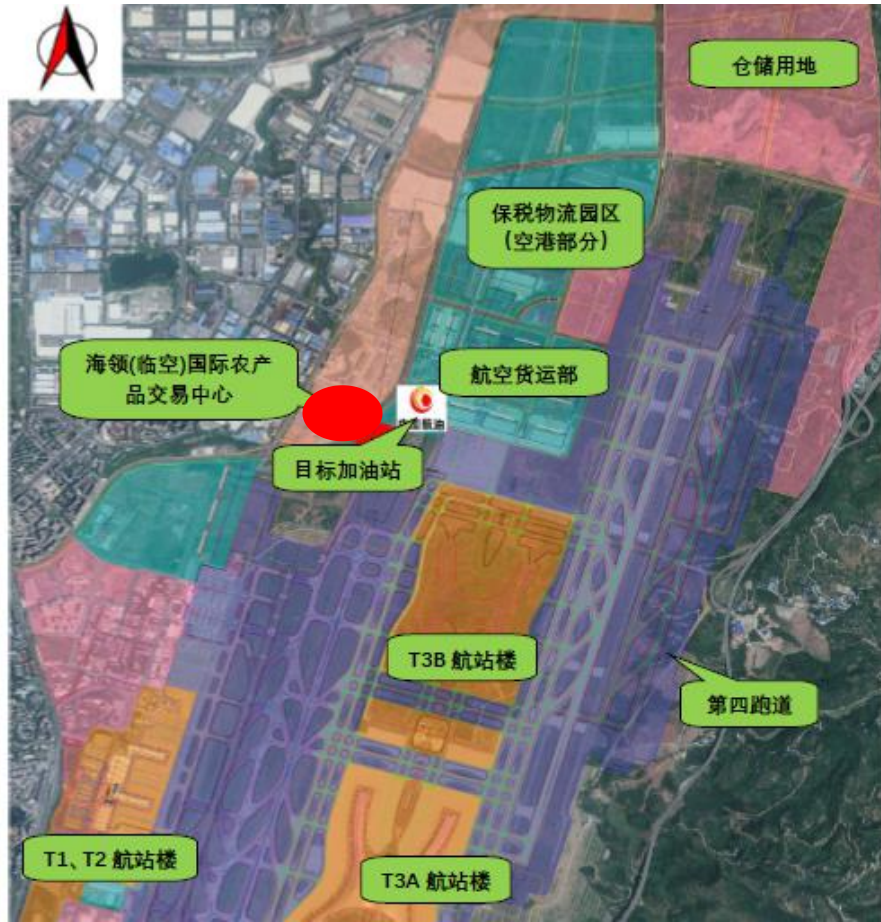 仓储用地
保税物流园区
(空港部分)
海领(临空)国际农产
品交易中心
航空货运部
目标加油站
T3B 航站楼
第四跑道
T1、T2 航站楼
T3A 航站楼